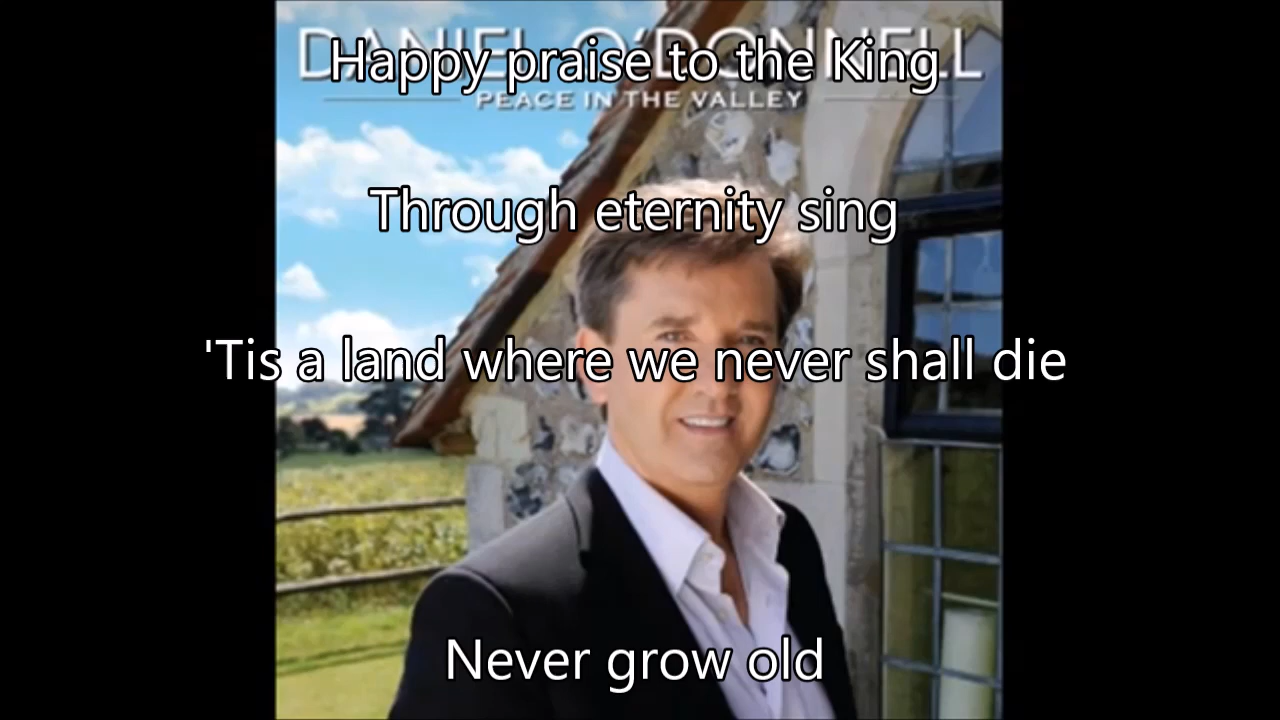 DANIEL O'DONNELL
Happy praise to the King
PEACE IN THE VALLEY
Through eternity sing
'Tis a land where we never shall die
Never grow old